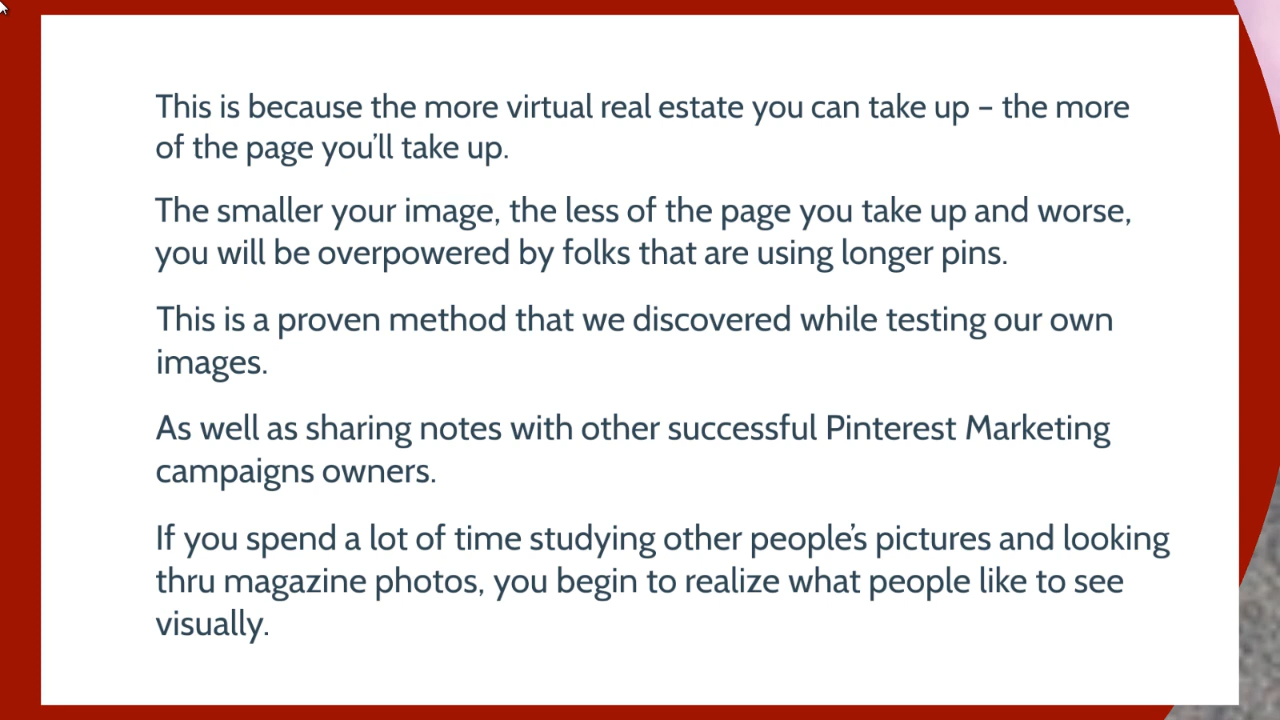 This is because the more virtual real estate you can take up – the more
of the page you’ll take up.
The smaller your image, the less of the page you take up and worse,
you will be overpowered by folks that are using longer pins.
This is a proven method that we discovered while testing our own
images.
As well as sharing notes with other successful Pinterest Marketing
campaigns owners.
If you spend a lot of time studying other people’s pictures and looking
thru magazine photos, you begin to realize what people like to see
visually.